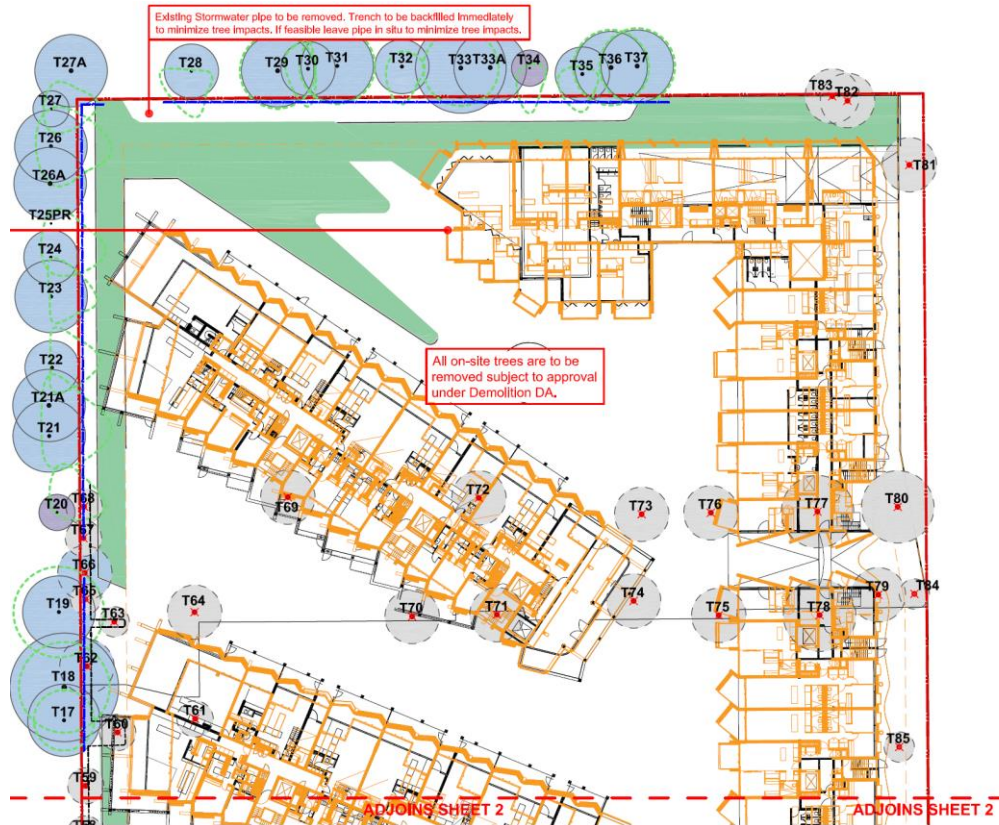 Existing Stormwater pipe to be removed. Trench to be backfilled immediately
to minimize tree impacts. If feasible leave pipe in situ to minimize tree impacts.
T27A
T28
T29
T30
T31
T32
T33
T33A
T34
T35
T36
T37
T83
T82
T27
T26
T81
T26A
T25PR
T24
T23
T22
All on-site trees are to be
removed subject to approval
under Demolition DA.
T21A
T21
T20
T68
T69
T72
T73
T76
T77
T80
T67
T66
T65
T19
T63
T64
T70
T71
T74
T75
T78
T79
T84
T62
T18
T17
T60
T61
T85
T59
ADJOINS SHEET 2
ADJOINS SHEET 2